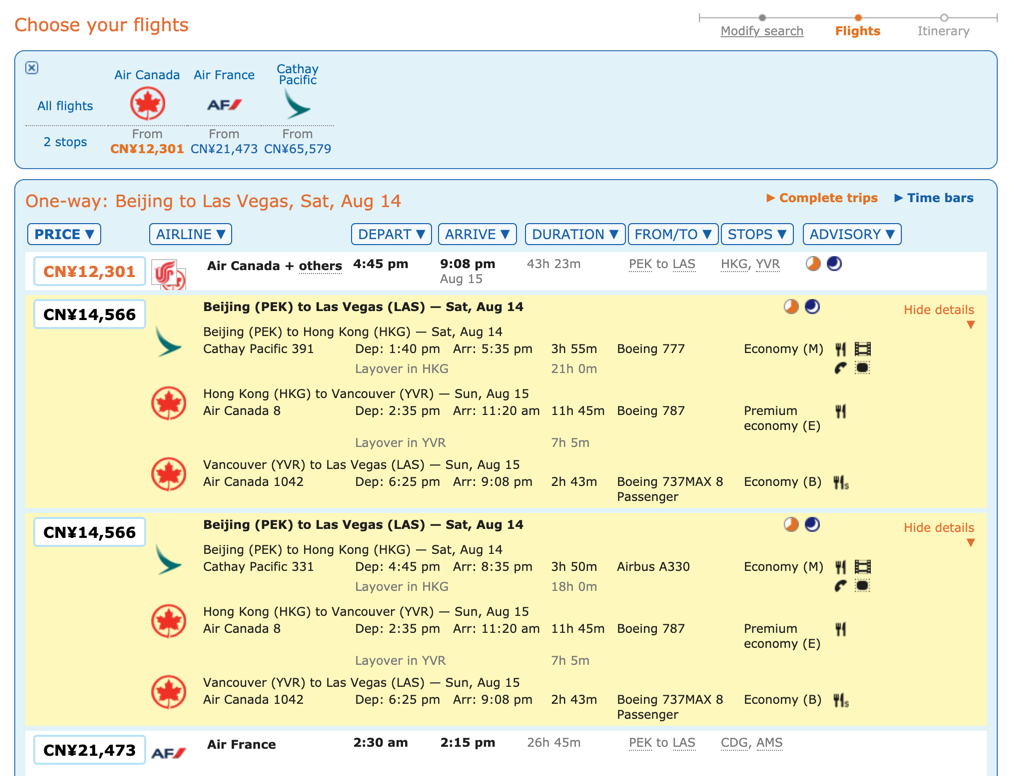 Choose your flights
Modify search Flights Itinerary
Air Canada Air France Cathay Pacific
All flights AF
2 stops From CN¥12,301 From CN¥21,473 From CN¥65,579
One-way: Beijing to Las Vegas, Sat, Aug 14 ▶ Complete trips ▶ Time bars
PRICE ▼ AIRLINE ▼ DEPART ▼ ARRIVE ▼ DURATION ▼ FROM/TO ▼ STOPS ▼ ADVISORY ▼
CN¥12,301 Air Canada + others 4:45 pm 9:08 pm 43h 23m PEK to LAS HKG, YVR
Aug 15
CN¥14,566 Beijing (PEK) to Las Vegas (LAS) — Sat, Aug 14 Hide details ▼
Beijing (PEK) to Hong Kong (HKG) — Sat, Aug 14
Cathay Pacific 391 Dep: 1:40 pm Arr: 5:35 pm 3h 55m Boeing 777 Economy (M)
Layover in HKG 21h 0m
Hong Kong (HKG) to Vancouver (YVR) — Sun, Aug 15
Air Canada 8 Dep: 2:35 pm Arr: 11:20 am 11h 45m Boeing 787 Premium economy (E)
Layover in YVR 7h 5m
Vancouver (YVR) to Las Vegas (LAS) — Sun, Aug 15
Air Canada 1042 Dep: 6:25 pm Arr: 9:08 pm 2h 43m Boeing 737MAX 8 Passenger Economy (B) s
CN¥14,566 Beijing (PEK) to Las Vegas (LAS) — Sat, Aug 14 Hide details ▼
Beijing (PEK) to Hong Kong (HKG) — Sat, Aug 14
Cathay Pacific 331 Dep: 4:45 pm Arr: 8:35 pm 3h 50m Airbus A330 Economy (M)
Layover in HKG 18h 0m
Hong Kong (HKG) to Vancouver (YVR) — Sun, Aug 15
Air Canada 8 Dep: 2:35 pm Arr: 11:20 am 11h 45m Boeing 787 Premium economy (E)
Layover in YVR 7h 5m
Vancouver (YVR) to Las Vegas (LAS) — Sun, Aug 15
Air Canada 1042 Dep: 6:25 pm Arr: 9:08 pm 2h 43m Boeing 737MAX 8 Passenger Economy (B) s
CN¥21,473 AF Air France 2:30 am 2:15 pm 26h 45m PEK to LAS CDG, AMS